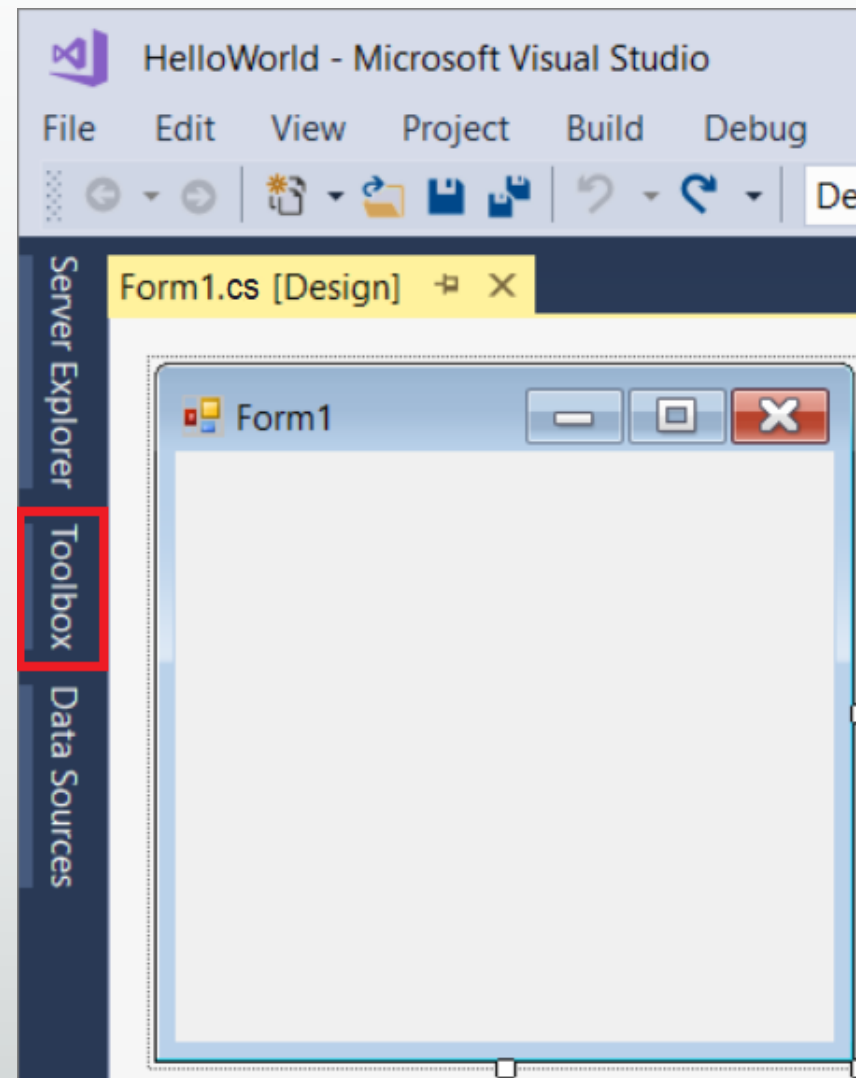 HelloWorld - Microsoft Visual Studio
File Edit View Project Build Debug
De
Server Explorer
Toolbox
Data Sources
Form1.cs [Design]
Form1